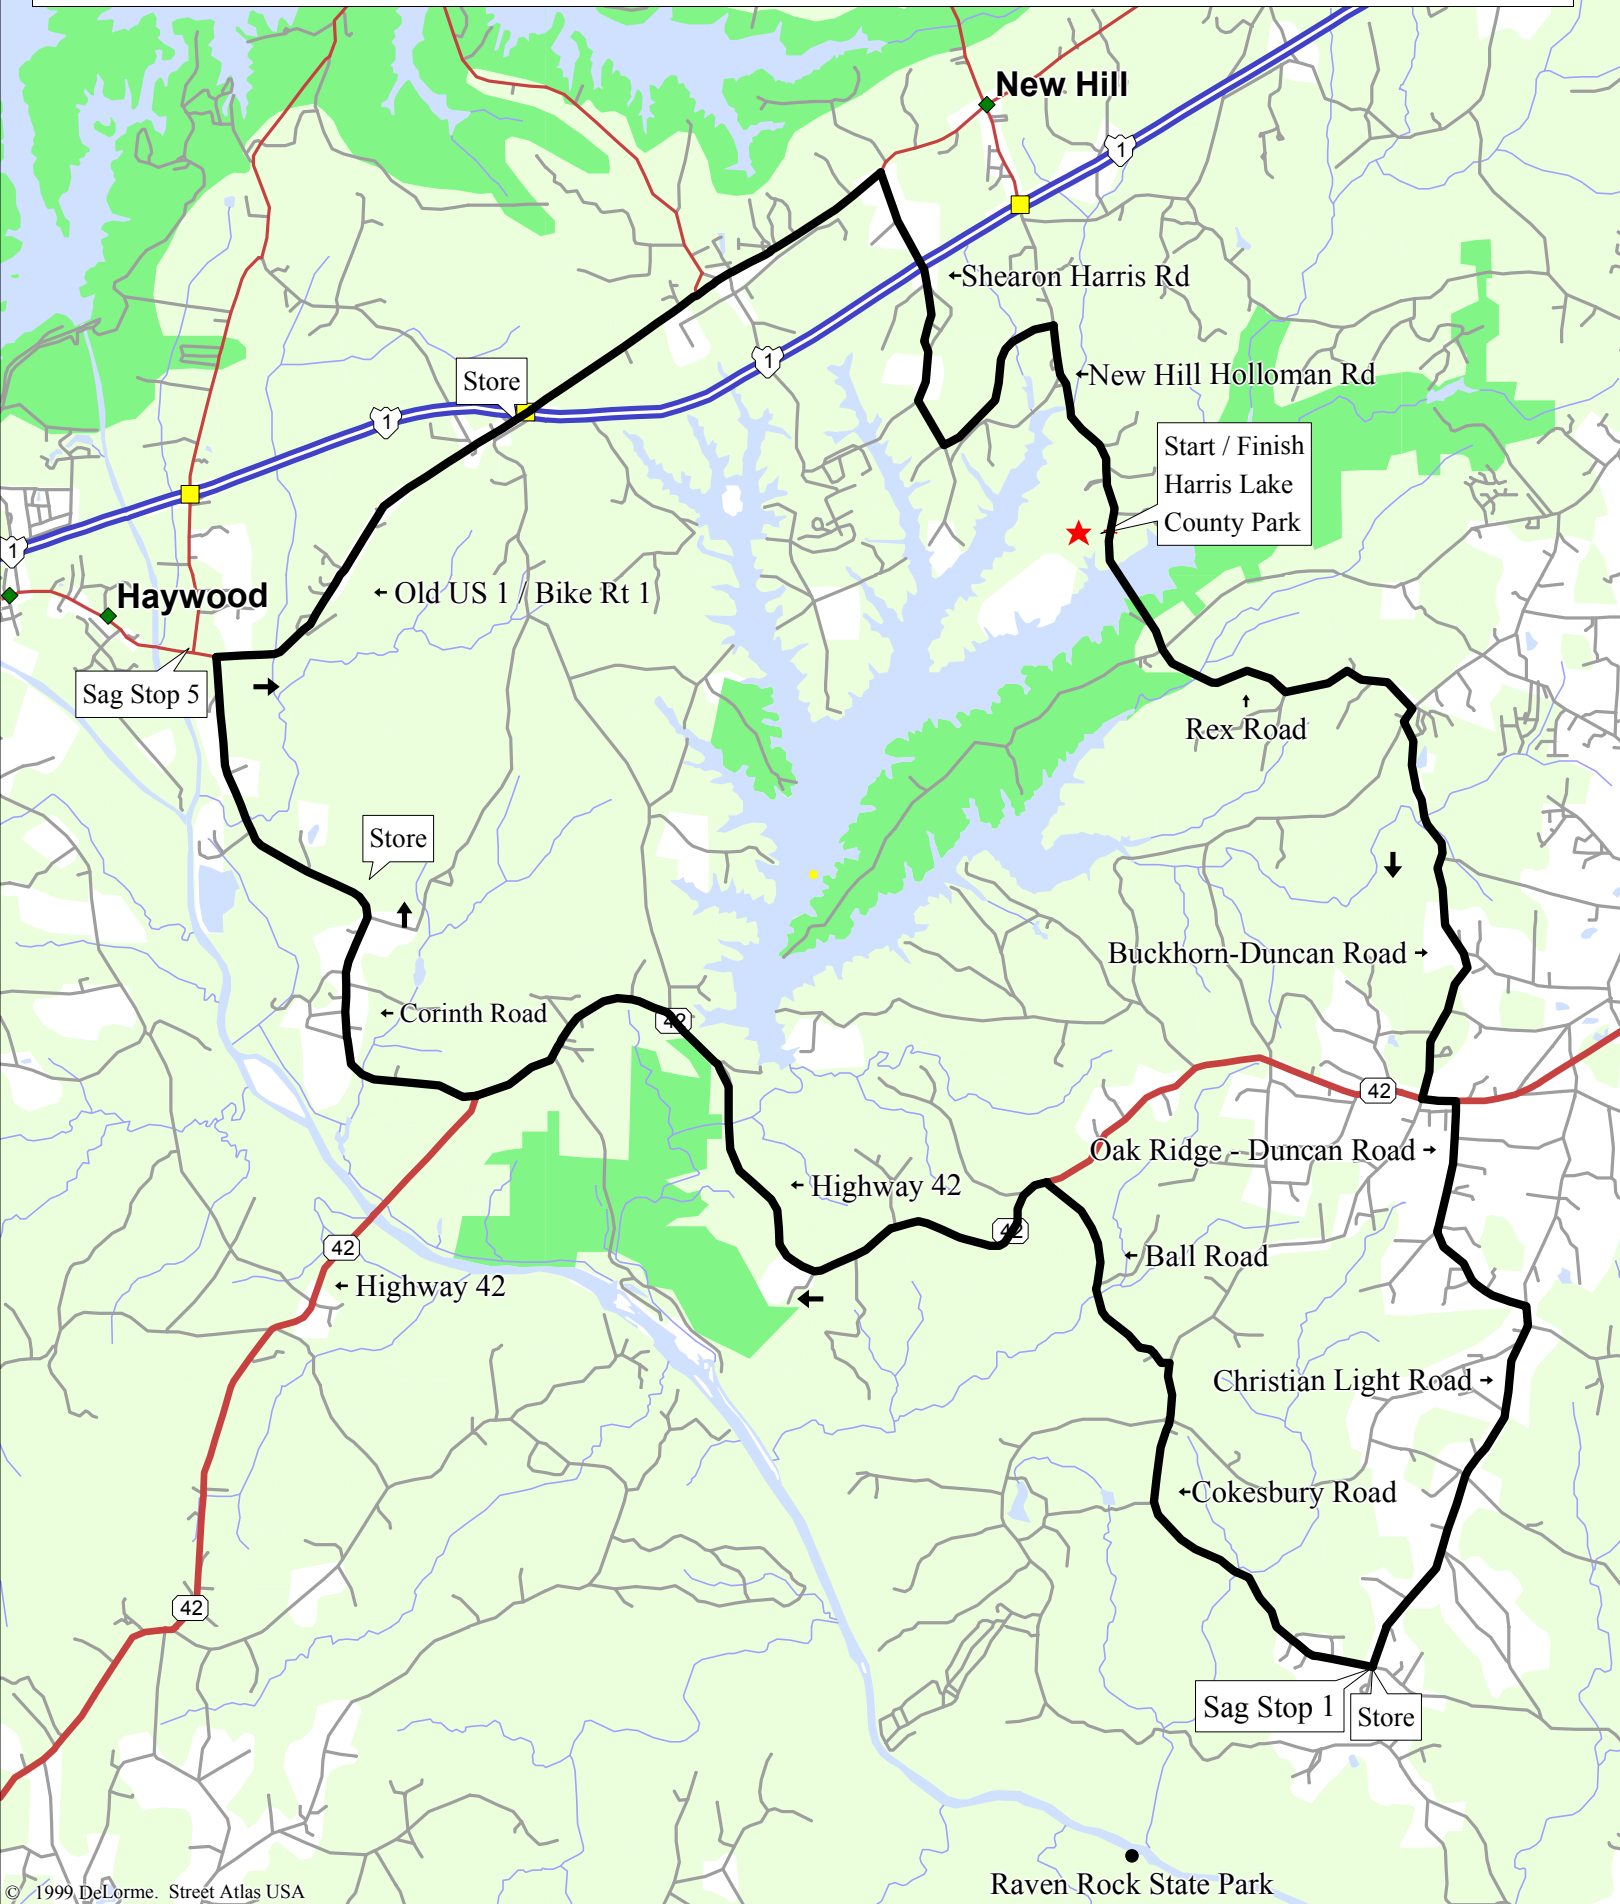 New Hill
1
Shearon Harris Rd
1
New Hill Holloman Rd
Store
1
Start / Finish
Harris Lake
County Park
1
Haywood
Old US 1 / Bike Rt 1
Sag Stop 5
Rex Road
Store
Buckhorn-Duncan Road
Corinth Road
42
42
Oak Ridge - Duncan Road
Highway 42
42
42
Ball Road
Highway 42
Christian Light Road
Cokesbury Road
42
Sag Stop 1
Store
Raven Rock State Park
© 1999 DeLorme. Street Atlas USA